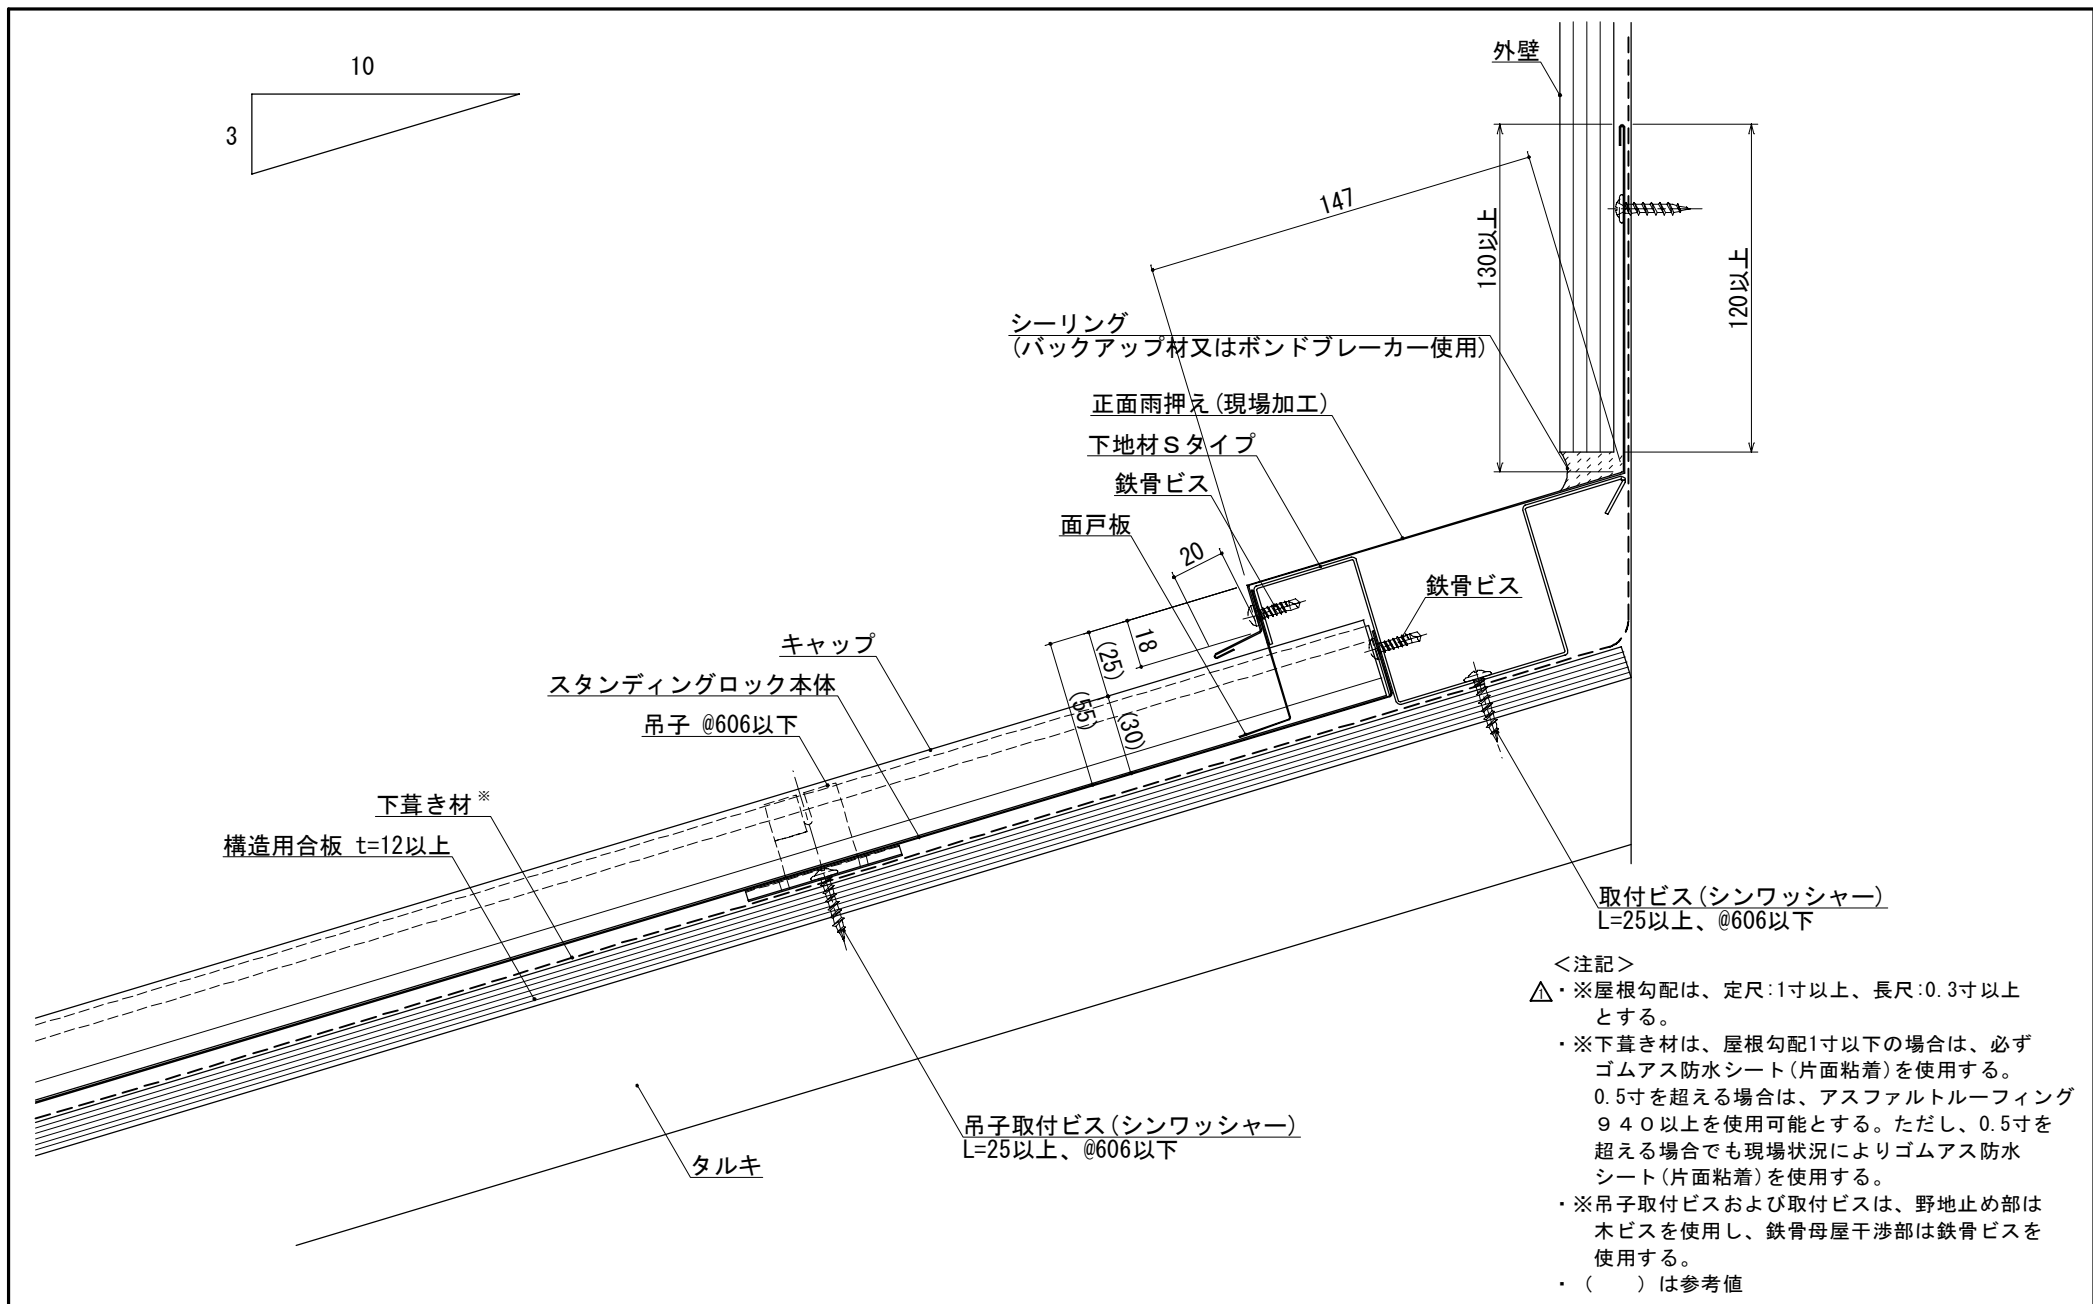 10
3
外壁
147
130以上
120以上
シーリング
(バックアップ材又はボンドブレーカー使用)
正面雨押え(現場加工)
下地材Sタイプ
鉄骨ビス
面戸板
20
鉄骨ビス
18
(25)
(55)
(30)
キャップ
スタンディングロック本体
吊子 @606以下
下葺き材※
構造用合板 t=12以上
取付ビス(シンワッシャー)
L=25以上、@606以下
吊子取付ビス(シンワッシャー)
L=25以上、@606以下
タルキ
<注記>
1・※屋根勾配は、定尺:1寸以上、長尺:0.3寸以上
とする。
・※下葺き材は、屋根勾配1寸以下の場合は、必ず
ゴムアス防水シート(片面粘着)を使用する。
0.5寸を超える場合は、アスファルトルーフィング
940以上を使用可能とする。ただし、0.5寸を
超える場合でも現場状況によりゴムアス防水
シート(片面粘着)を使用する。
・※吊子取付ビスおよび取付ビスは、野地止め部は
木ビスを使用し、鉄骨母屋干渉部は鉄骨ビスを
使用する。
・(　　)は参考値